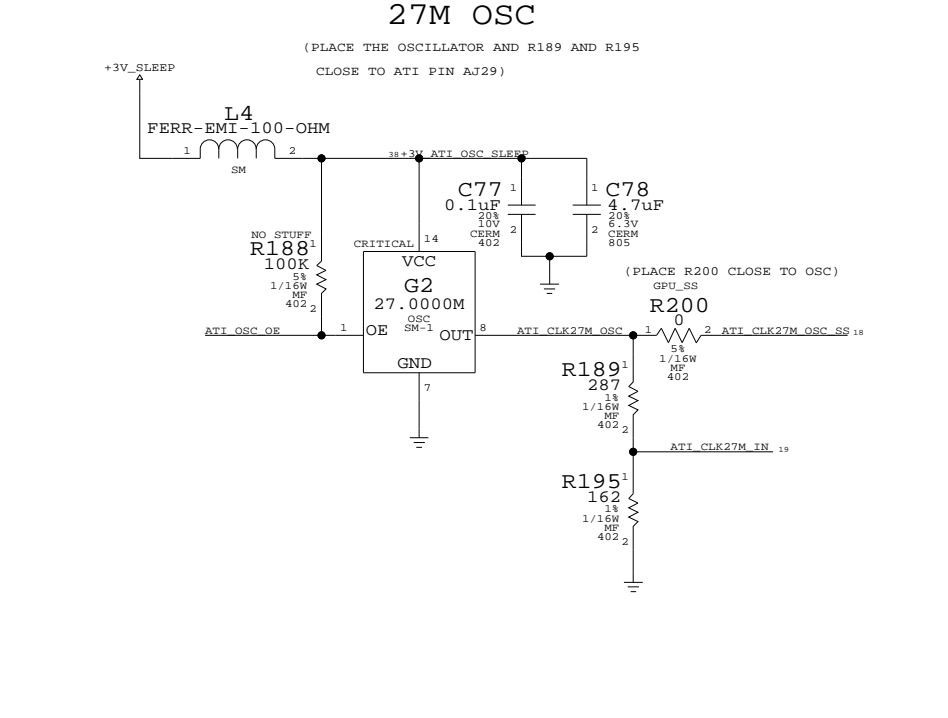 27M OSC
(PLACE THE OSCILLATOR AND R189 AND R195
CLOSE TO ATI PIN AJ29)
+3V_SLEEP
L4
FERR-EMI-100-OHM
1
2
SM
38 +3V_ATI_OSC_SLEEP
C77
0.1uF
20%
10V
CERM
402
1
2
1
2
C78
4.7uF
20%
6.3V
CERM
805
NO STUFF
R188
100K
5%
1/16W
MF
402
1
2
CRITICAL
14
VCC
G2
27.0000M
OSC
SM-1
OE
OUT
GND
ATI_OSC_OE
1
8
7
ATI_CLK27M_OSC
(PLACE R200 CLOSE TO OSC)
GPU_SS
R200
0
1
2
5%
1/16W
MF
402
ATI_CLK27M_OSC_SS 18
R189
287
1%
1/16W
MF
402
1
2
ATI_CLK27M_IN 19
R195
162
1%
1/16W
MF
402
1
2